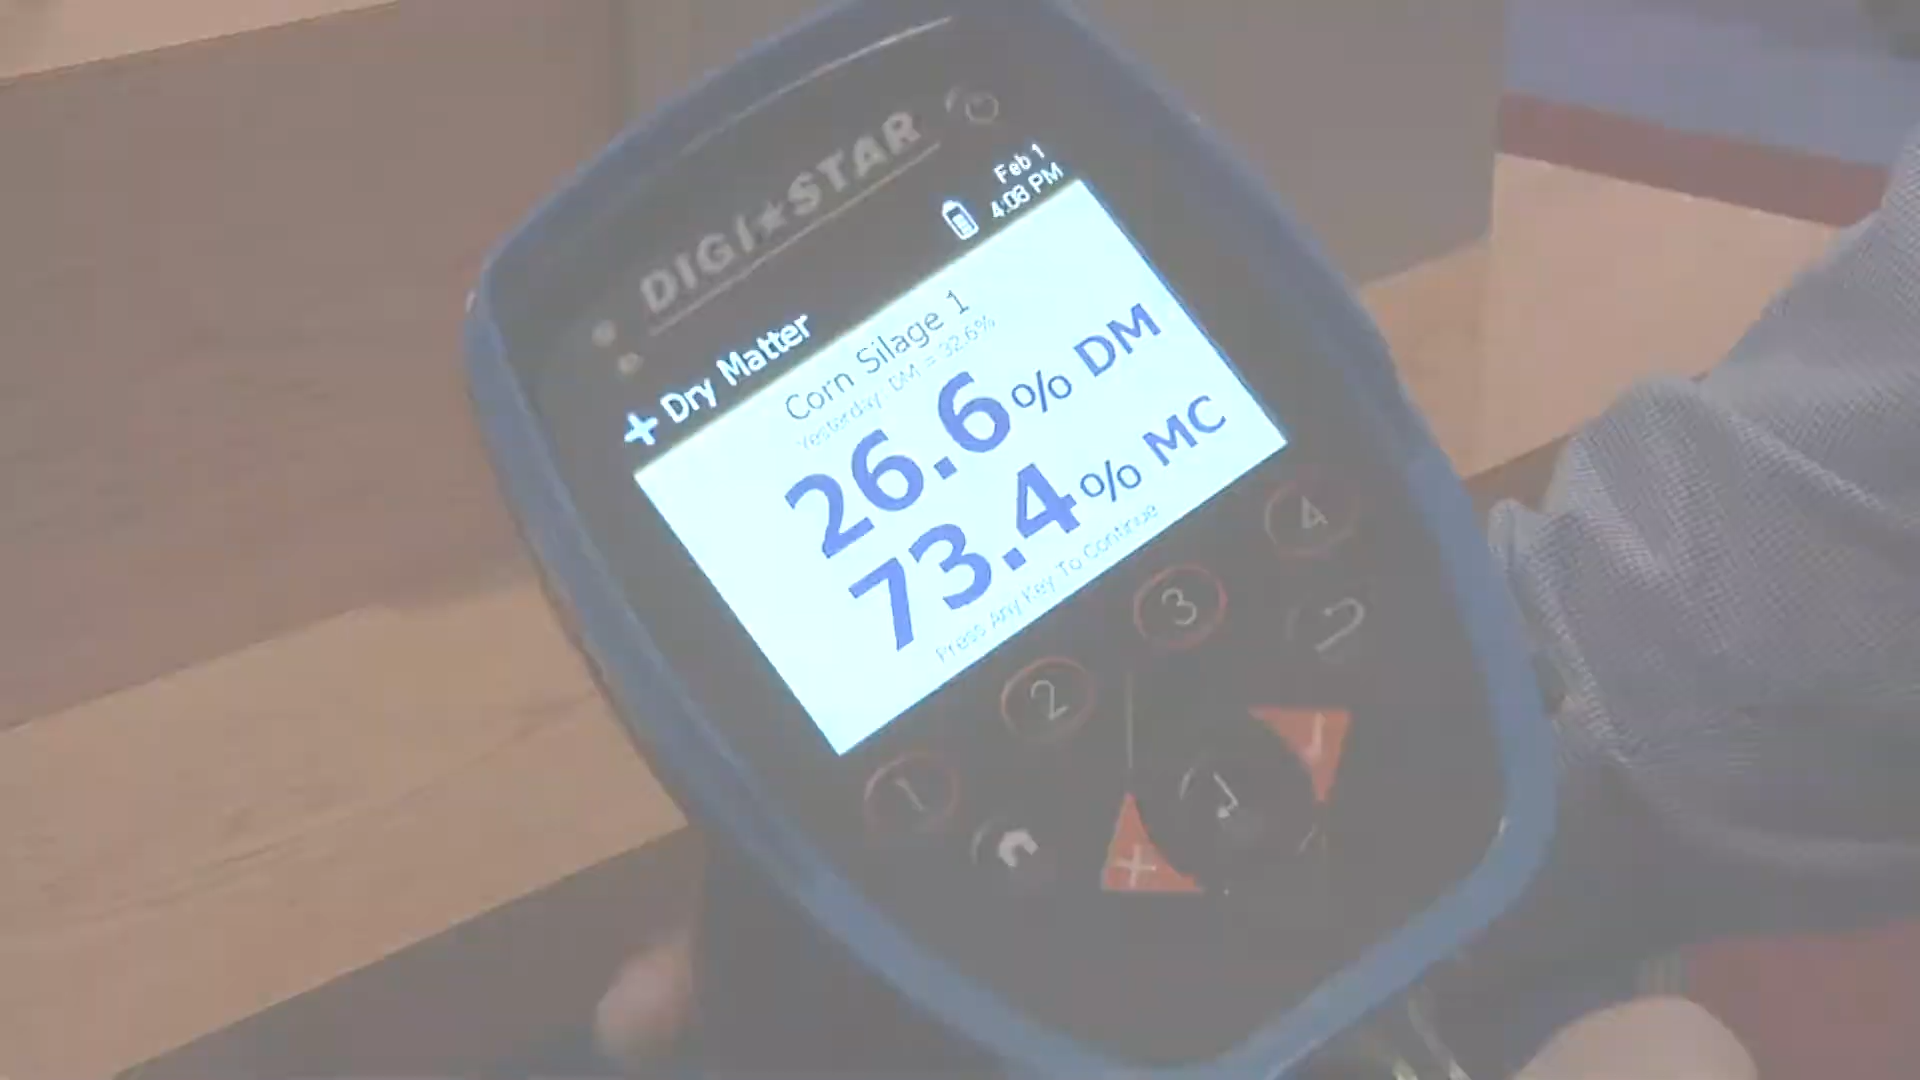 DIGI★STAR
Feb 1
4:08 PM
Dry Matter
Corn Silage 1
Yesterday: DM = 32.6%
26.6% DM
73.4% MC
Press Any Key To Continue
1
2
3
4
+